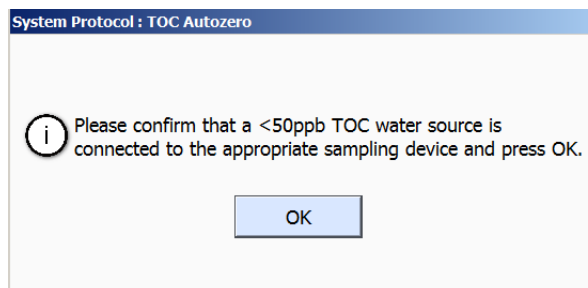 System Protocol : TOC Autozero
i
Please confirm that a <50ppb TOC water source is
connected to the appropriate sampling device and press OK.
OK